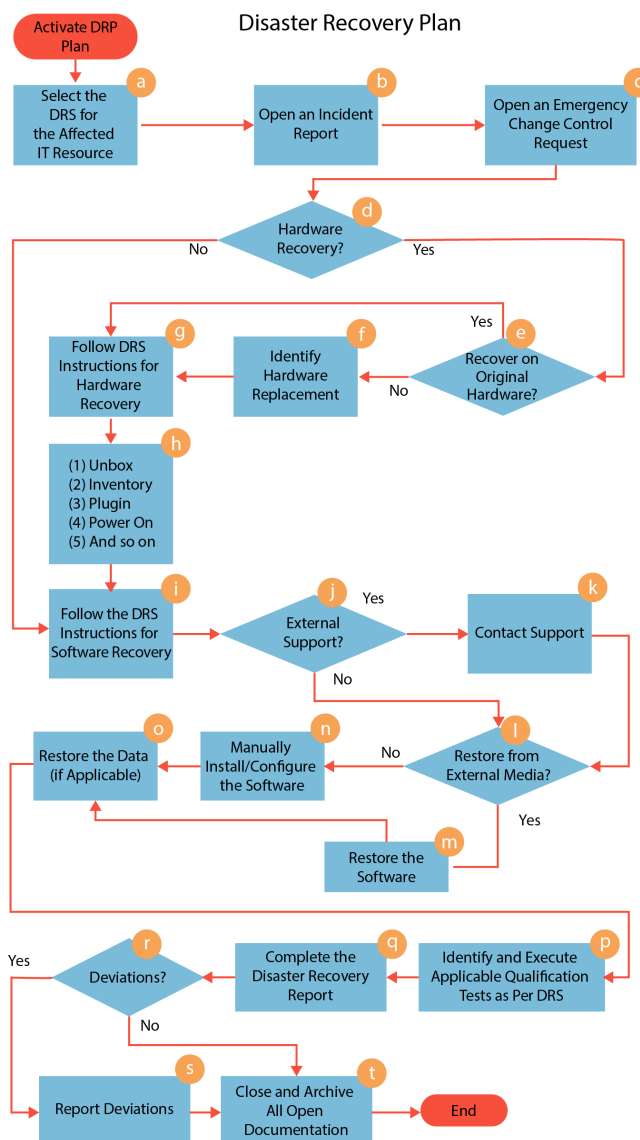 Disaster Recovery Plan
Activate DRP
Plan
a
Select the
DRS for
the Affected
IT Resource
b
Open an Incident
Report
c
Open an Emergency
Change Control
Request
d
Hardware
Recovery?
No
Yes
Yes
g
Follow DRS
Instructions for
Hardware
Recovery
f
Identify
Hardware
Replacement
No
e
Recover on
Original
Hardware?
h
(1) Unbox
(2) Inventory
(3) Plugin
(4) Power On
(5) And so on
i
Follow the DRS
Instructions for
Software Recovery
j
External
Support?
Yes
No
k
Contact Support
o
Restore the Data
(if Applicable)
n
Manually
Install/Configure
the Software
No
l
Restore from
External Media?
Yes
m
Restore the
Software
Yes
r
Deviations?
No
q
Complete the
Disaster Recovery
Report
p
Identify and Execute
Applicable Qualification
Tests as Per DRS
s
Report Deviations
t
Close and Archive
All Open
Documentation
End